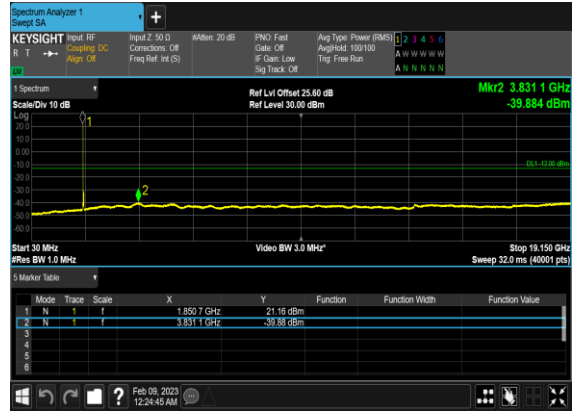 Spectrum Analyzer 1
Swept SA
+
KEYSIGHT Input: RF Input Z: 50 Ω #Atten: 20 dB PNO: Fast Avg Type: Power (RMS) 1 2 3 4 5 6
R T Coupling: DC Corrections: Off Gate: Off Avg|Hold: 100/100 A W W W W W
Align: Off Freq Ref: Int (S) IF Gain: Low Trig: Free Run
Sig Track: Off A N N N N N
1 Spectrum Ref Lvl Offset 25.60 dB Mkr2 3.831 1 GHz
Scale/Div 10 dB Ref Level 30.00 dBm -39.884 dBm
Log
1
20.0
10.0
0.00
-10.0
DL1 -13.00 dBm
-20.0
-30.0
2
-40.0
-50.0
-60.0
Start 30 MHz Video BW 3.0 MHz* Stop 19.150 GHz
#Res BW 1.0 MHz Sweep 32.0 ms (40001 pts)
5 Marker Table
Mode Trace Scale X Y Function Function Width Function Value
1 N 1 f 1.850 7 GHz 21.16 dBm
2 N 1 f 3.831 1 GHz -39.88 dBm
3
4
5
6
? Feb 09, 2023
12:24:45 AM